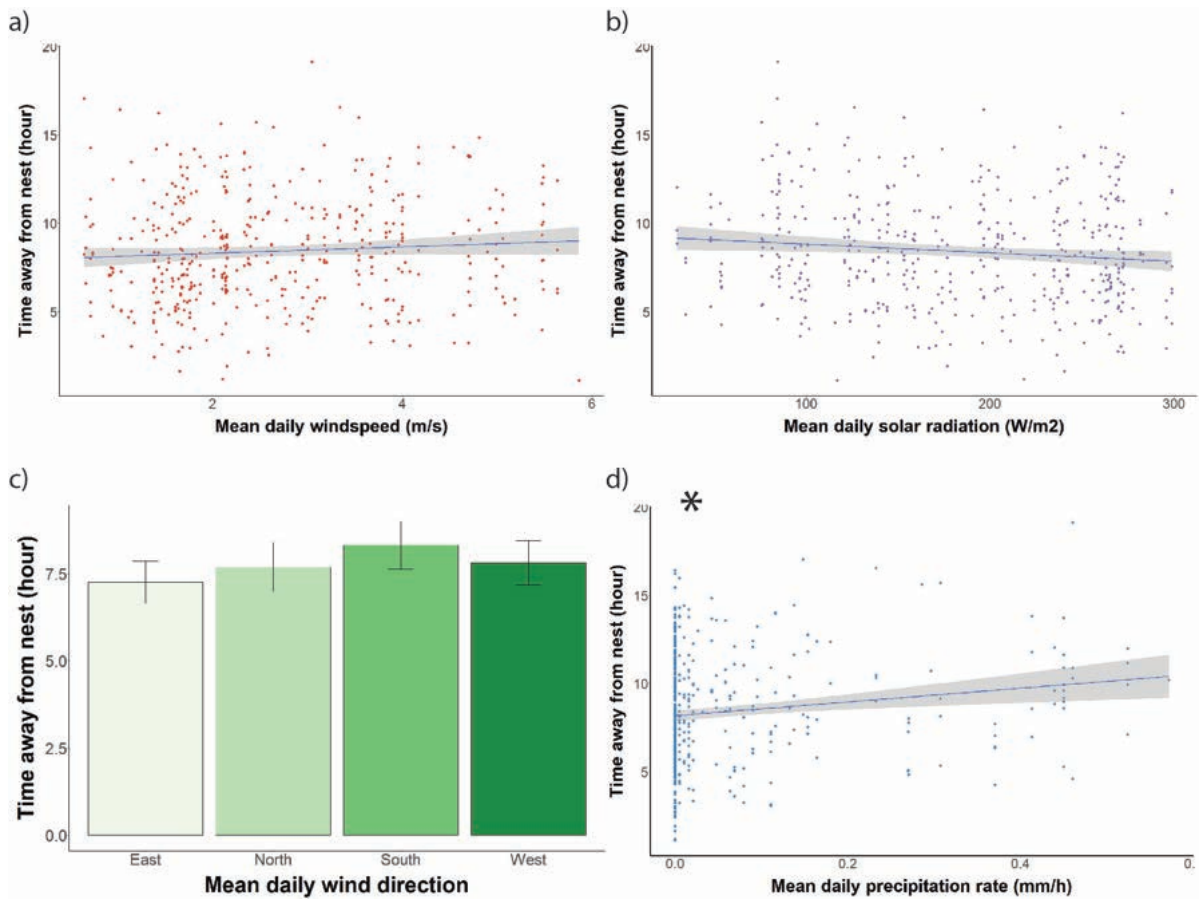 a)
20
15
10
5
Time away from nest (hour)
2
4
6
Mean daily windspeed (m/s)
b)
20
15
10
5
Time away from nest (hour)
100
200
300
Mean daily solar radiation (W/m2)
c)
7.5
5.0
2.5
0.0
Time away from nest (hour)
East
North
South
West
Mean daily wind direction
d)
*
20
15
10
5
Time away from nest (hour)
0.0
0.2
0.4
0.
Mean daily precipitation rate (mm/h)